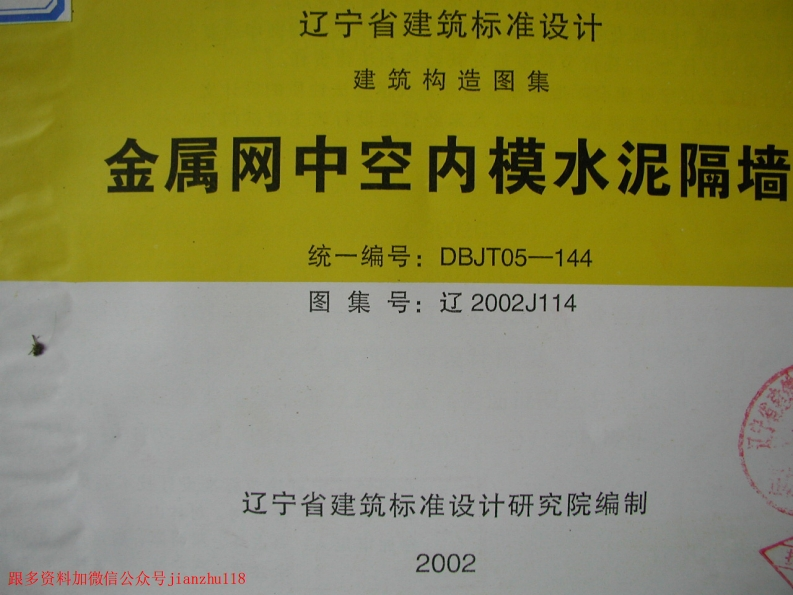 辽宁省建筑标准设计
建筑构造图集
金属网中空内模水泥隔墙
统一编号：DBJT05—144
图 集 号：辽 2002J114
辽宁省建筑标准设计研究院编制
2002
跟多资料加微信公众号jianzhu118